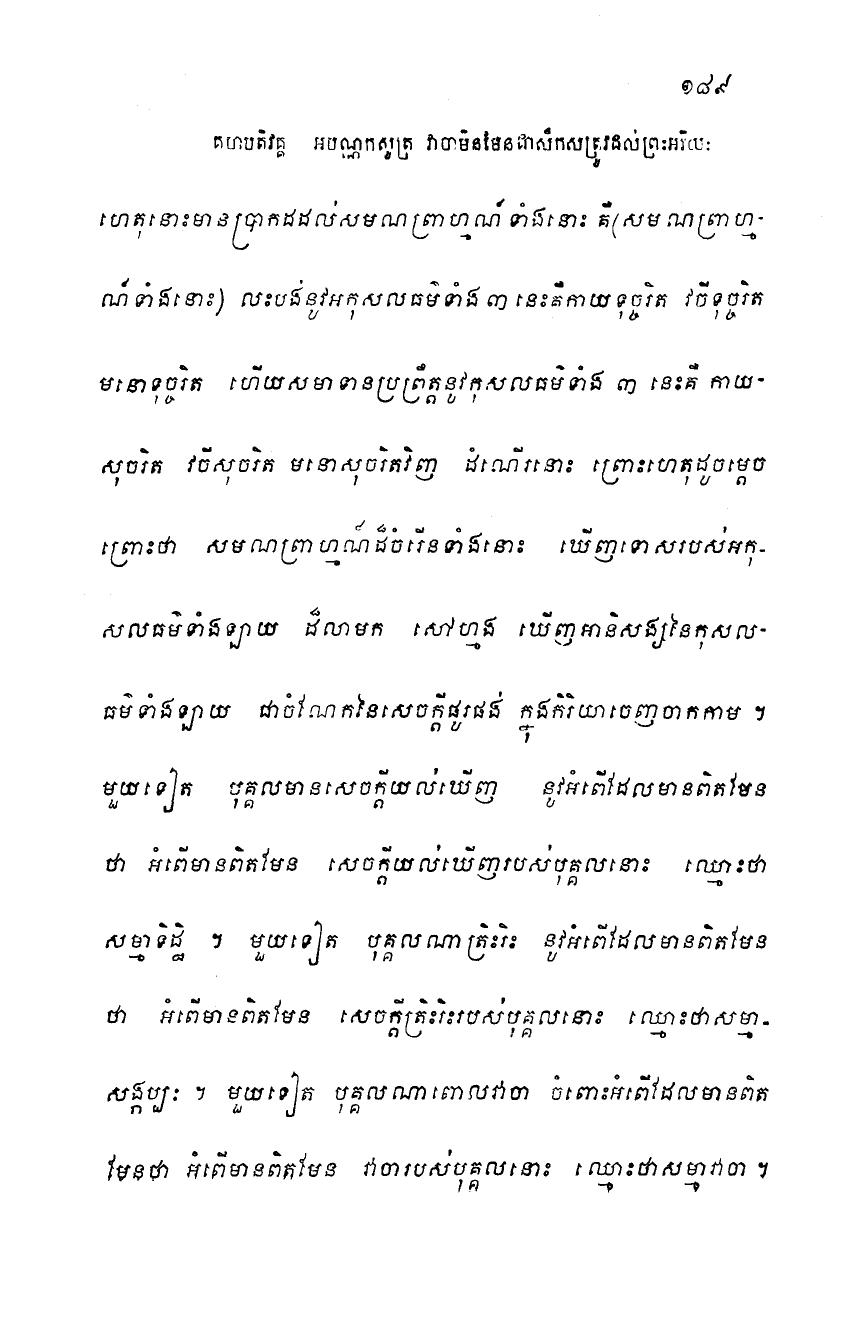 ១៨៩
គហបតិវគ្គ អបណ្ណកសូត្រ វាចាមិនមែនជាសឹកសត្រូវដល់ព្រះអរិយៈ
ហេតុនោះមានប្រាកដដល់សមណព្រាហ្មណ៍ទាំងនោះ គឺ(សមណព្រាហ្ម-
ណ៍ទាំងនោះ) លះបង់នូវអកុសលធម៌ទាំង ៣ នេះគឺកាយទុច្ចរិត វចីទុច្ចរិត
មនោទុច្ចរិត ហើយសមាទានប្រព្រឹត្តនូវកុសលធម៌ទាំង ៣ នេះគឺ កាយ-
សុចរិត វចីសុចរិត មនោសុចរិតវិញ ដំណើរនោះ ព្រោះហេតុដូចម្តេច
ព្រោះថា សមណព្រាហ្មណ៍ដ៏ចំរើនទាំងនោះ ឃើញទោសរបស់អកុ-
សលធម៌ទាំងឡាយ ដ៏លាមក សៅហ្មង ឃើញអានិសង្ស​នៃកុសល-
ធម៌ទាំងឡាយ ជាចំណែកនៃសេចក្តីផូរផង់ ក្នុងកិរិយាចេញចាកកាម ។
មួយទៀត បុគ្គលមានសេចក្តីយល់ឃើញ នូវអំពើដែលមានពិតមែន
ថា អំពើមានពិតមែន សេចក្តីយល់ឃើញរបស់បុគ្គលនោះ ឈ្មោះថា
សម្មាទិដ្ឋិ ។ មួយទៀត បុគ្គលណាត្រិះរិះ នូវអំពើដែលមានពិតមែន
ថា អំពើមានពិតមែន សេចក្តីត្រិះរិះរបស់បុគ្គលនោះ ឈ្មោះថាសម្មា-
សង្កប្បៈ ។ មួយទៀត បុគ្គលណាពោលវាចា ចំពោះអំពើដែលមានពិត
មែនថា អំពើមានពិតមែន វាចារបស់បុគ្គលនោះ ឈ្មោះថាសម្មាវាចា ។